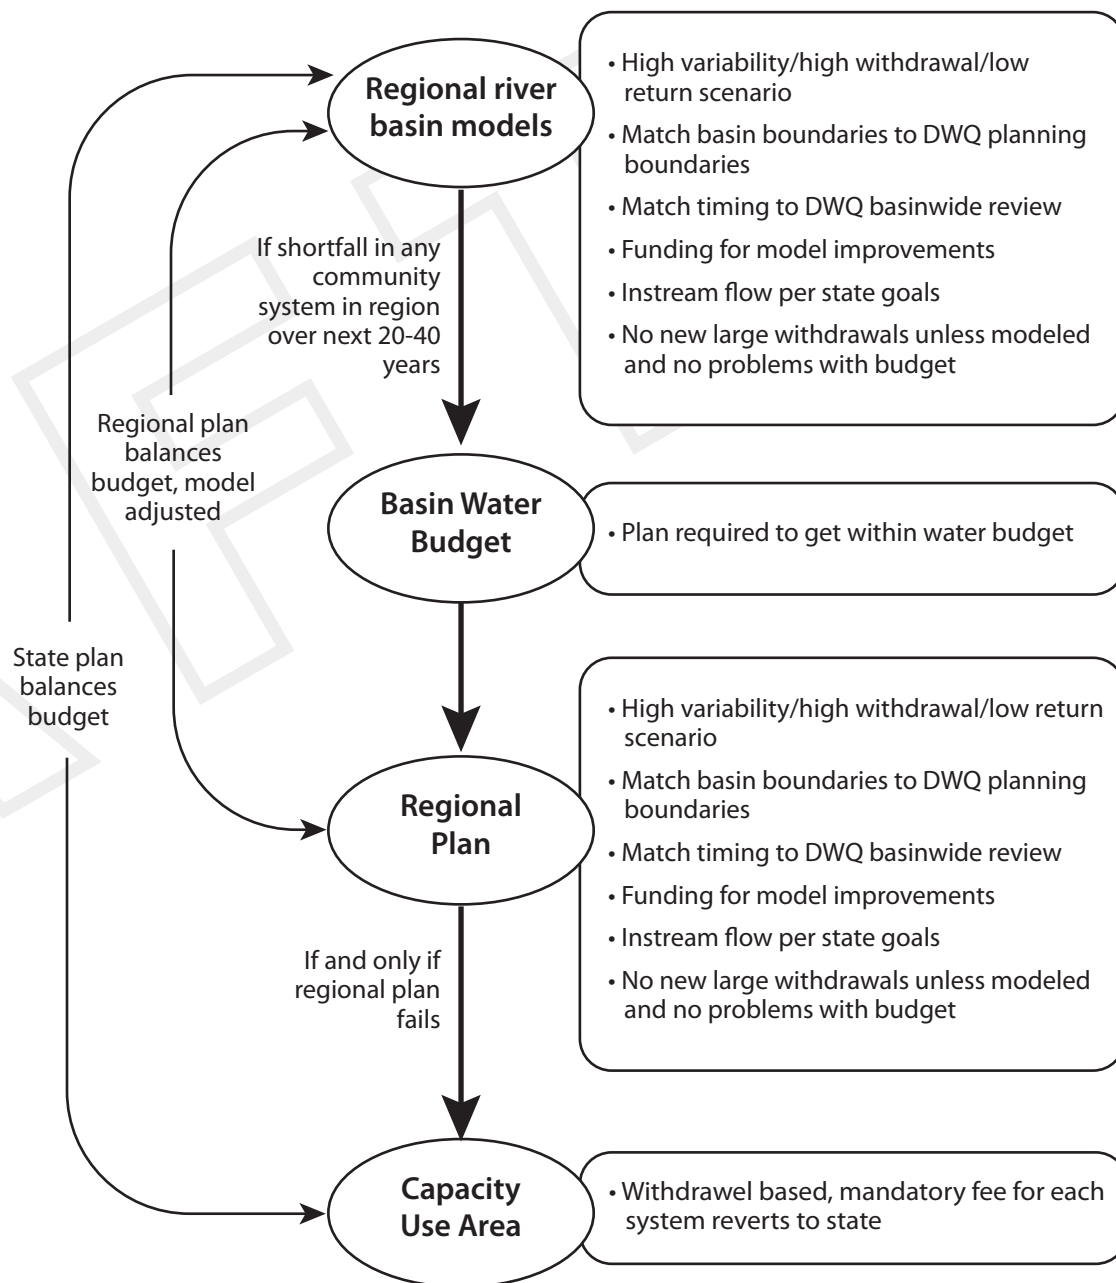 Regional river
basin models
• High variability/high withdrawal/low
return scenario
• Match basin boundaries to DWQ planning
boundaries
• Match timing to DWQ basinwide review
• Funding for model improvements
• Instream flow per state goals
• No new large withdrawals unless modeled
and no problems with budget
If shortfall in any
community
system in region
over next 20-40
years
Regional plan
balances
budget, model
adjusted
Basin Water
Budget
• Plan required to get within water budget
State plan
balances
budget
Regional
Plan
• High variability/high withdrawal/low return
scenario
• Match basin boundaries to DWQ planning
boundaries
• Match timing to DWQ basinwide review
• Funding for model improvements
• Instream flow per state goals
• No new large withdrawals unless modeled
and no problems with budget
If and only if
regional plan
fails
Capacity
Use Area
• Withdrawel based, mandatory fee for each
system reverts to state